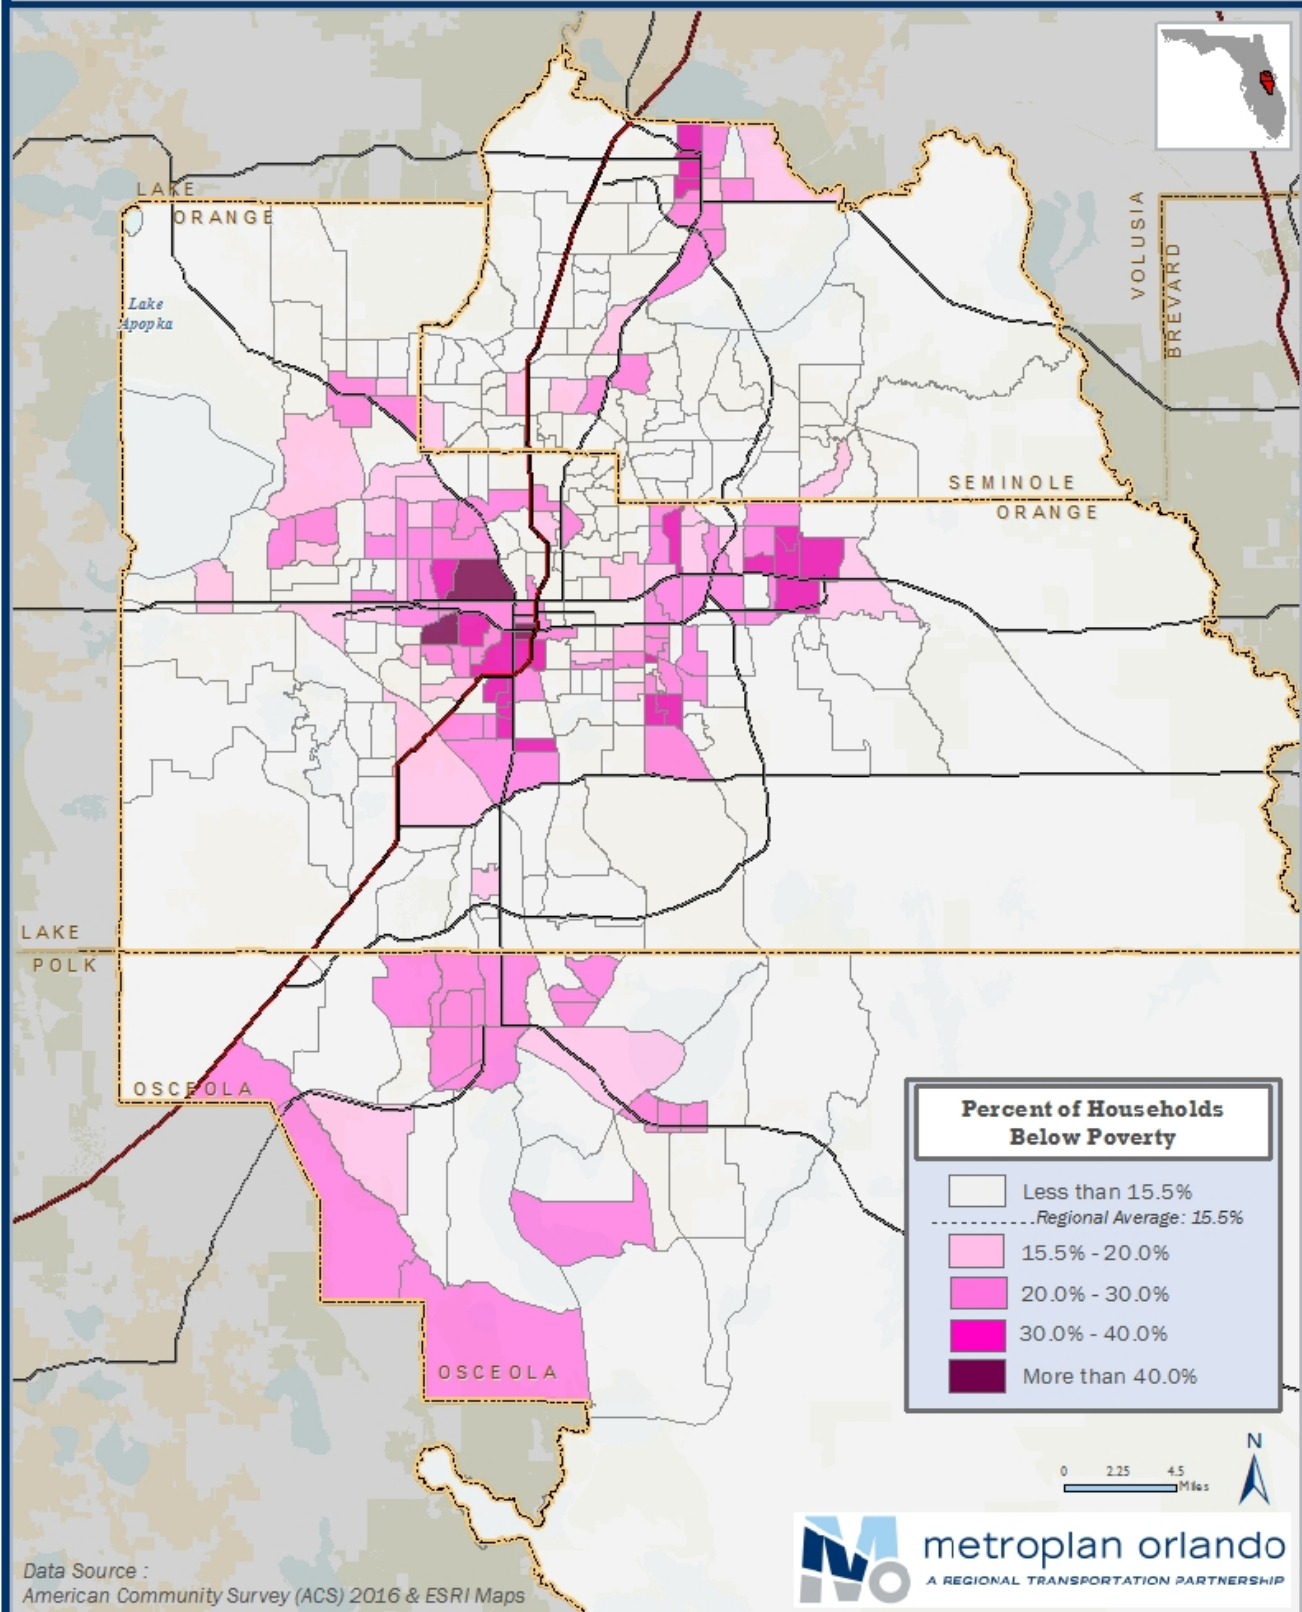 LAKE
ORANGE
Lake
Apopka
VOLUSIA
BREVARD
SEMINOLE
ORANGE
LAKE
POLK
OSCEOLA
OSCEOLA
Percent of Households
Below Poverty
Less than 15.5%
Regional Average: 15.5%
15.5% - 20.0%
20.0% - 30.0%
30.0% - 40.0%
More than 40.0%
N
0 2.25 4.5
Miles
metroplan orlando
A REGIONAL TRANSPORTATION PARTNERSHIP
Data Source :
American Community Survey (ACS) 2016 & ESRI Maps